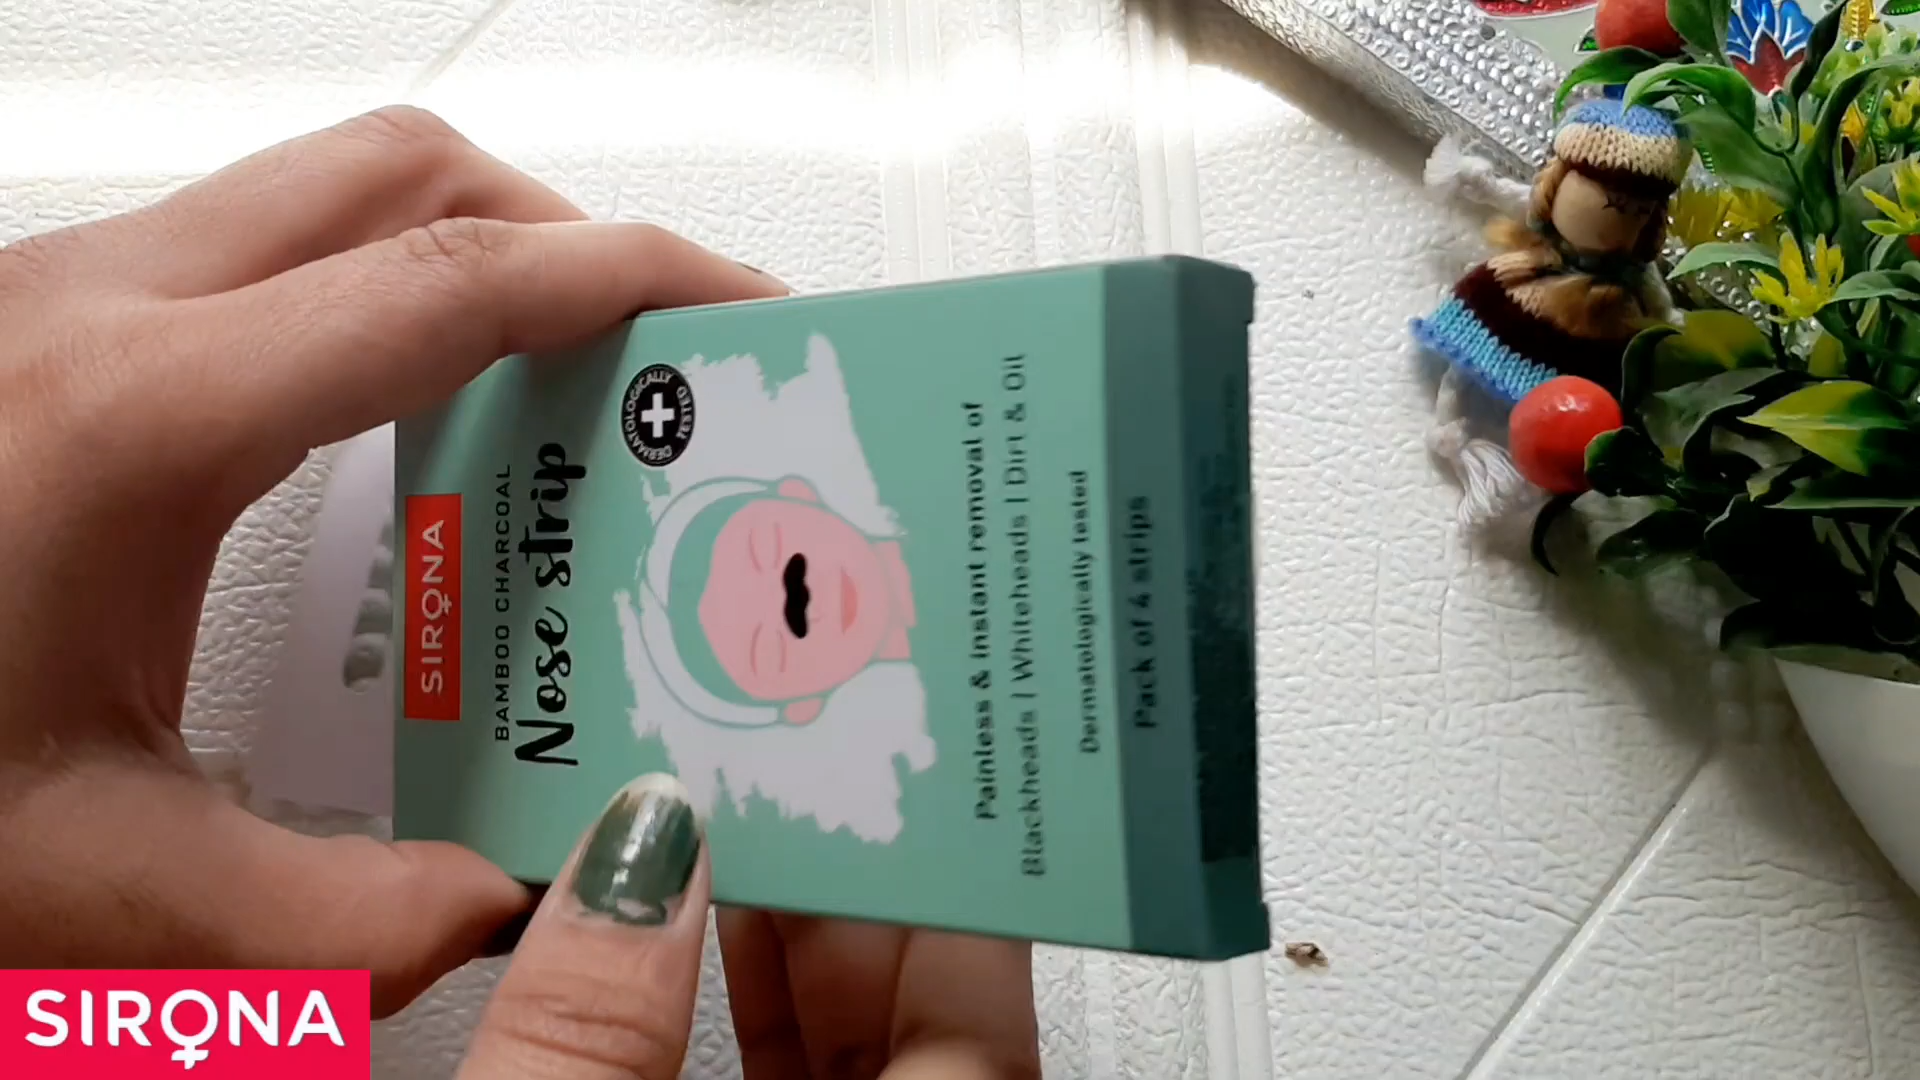 SIRONA
BAMBOO CHARCOAL
Nose strip
DERMATOLOGICALLY TESTED
Painless & instant removal of
Blackheads | Whiteheads | Dirt & Oil
Dermatologically tested
Pack of 4 strips
SIRONA